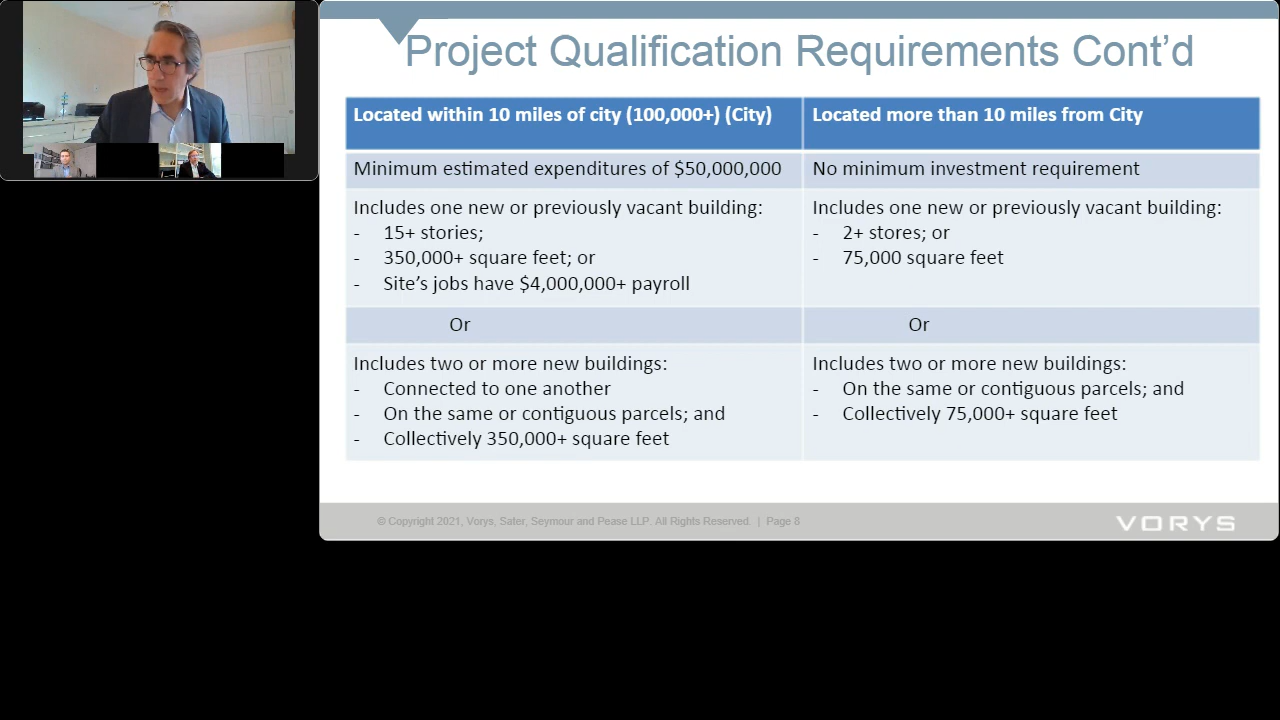 Project Qualification Requirements Cont'd
Located within 10 miles of city (100,000+) (City)
Located more than 10 miles from City
Minimum estimated expenditures of $50,000,000
No minimum investment requirement
Includes one new or previously vacant building:
- 15+ stories;
- 350,000+ square feet; or
- Site's jobs have $4,000,000+ payroll
Includes one new or previously vacant building:
- 2+ stores; or
- 75,000 square feet
Or
Or
Includes two or more new buildings:
- Connected to one another
- On the same or contiguous parcels; and
- Collectively 350,000+ square feet
Includes two or more new buildings:
- On the same or contiguous parcels; and
- Collectively 75,000+ square feet
© Copyright 2021, Vorys, Sater, Seymour and Pease LLP. All Rights Reserved. | Page 8
VORYS